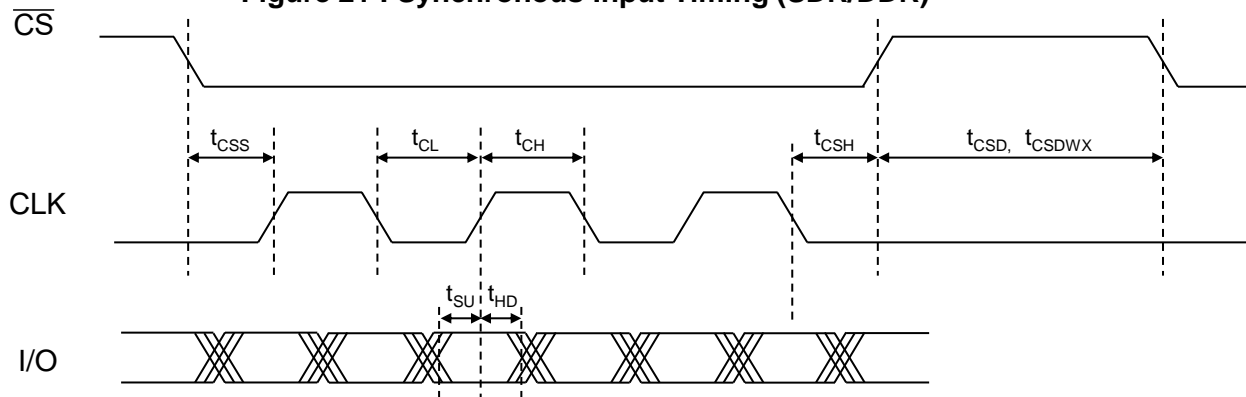 Figure 21 : Synchronous Input Timing (SDR/DDR)
CS
tCSS
tCL
tCH
tCSH
tCSD, tCSDWX
CLK
tSU
tHD
I/O